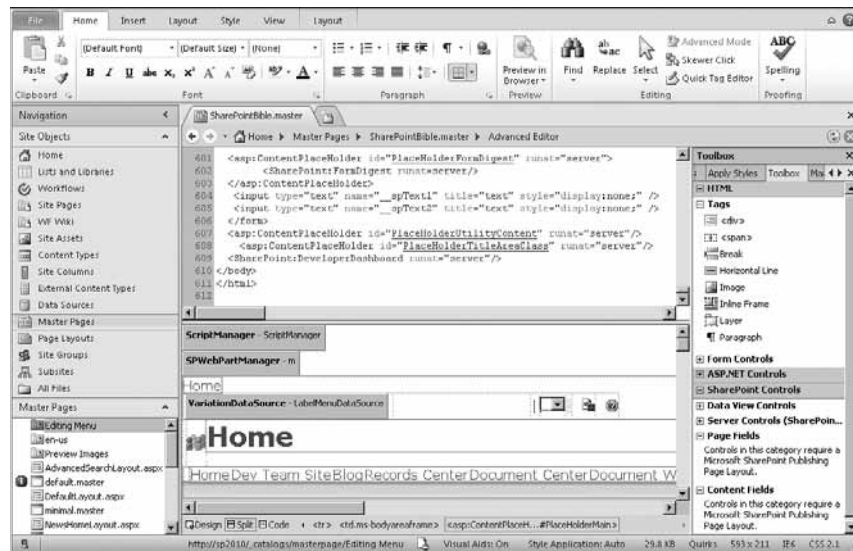 File Home Insert Layout Style View Layout
Paste
Clipboard
(Default Font) (Default Size) (None)
B I U abc x, x² A A A
Font
Paragraph
Preview in Browser
Preview
Find Replace Select
Advanced Mode
Skewer Click
Quick Tag Editor
Editing
ABC
Spelling
Proofing
Navigation
Site Objects
Home
Lists and Libraries
Workflows
Site Pages
WF Wiki
Site Assets
Content Types
Site Columns
External Content Types
Data Sources
Master Pages
Page Layouts
Site Groups
Subsites
All Files
Master Pages
Editing Menu
en-us
Preview Images
AdvancedSearchLayout.aspx
default.master
DefaultLayout.aspx
minimal.master
NewsHomeLayout.aspx
SharePointBible.master
Home Master Pages SharePointBible.master Advanced Editor
601 <asp:ContentPlaceHolder id="PlaceHolderFormDigest" runat="server">
602 <SharePoint:FormDigest runat=server/>
603 </asp:ContentPlaceHolder>
604 <input type="text" name="__spText1" title="text" style="display:none;" />
605 <input type="text" name="__spText2" title="text" style="display:none;" />
606 </form>
607 <asp:ContentPlaceHolder id="PlaceHolderUtilityContent" runat="server"/>
608 <asp:ContentPlaceHolder id="PlaceHolderTitleAreaClass" runat="server"/>
609 <SharePoint:DeveloperDashboard runat="server"/>
610 </body>
611 </html>
612
ScriptManager - ScriptManager
SPWebPartManager - m
Home
VariationDataSource - LabelMenuDataSource
Home
HomeDev Team SiteBlogRecords CenterDocument CenterDocument W
Design Split Code <tr> <td.ms-bodyareaframe> <asp:ContentPlaceH...#PlaceHolderMain>
Toolbox
Apply Styles Toolbox Ma
HTML
Tags
<div>
<span>
Break
Horizontal Line
Image
Inline Frame
Layer
Paragraph
Form Controls
ASP.NET Controls
SharePoint Controls
Data View Controls
Server Controls (SharePoin...
Page Fields
Controls in this category require a
Microsoft SharePoint Publishing
Page Layout.
Content Fields
Controls in this category require a
Microsoft SharePoint Publishing
Page Layout.
http://sp2010/_catalogs/masterpage/Editing Menu Visual Aids: On Style Application: Auto 29.8 KB Quirks 593 x 211 IE6 CSS 2.1